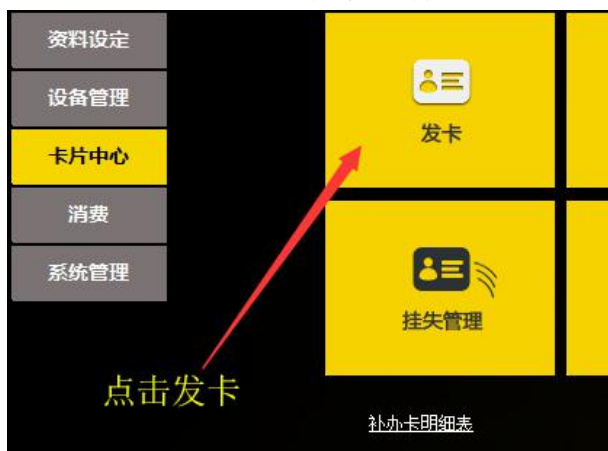 资料设定
设备管理
卡片中心
消费
系统管理
发卡
挂失管理
点击发卡
补办卡明细表